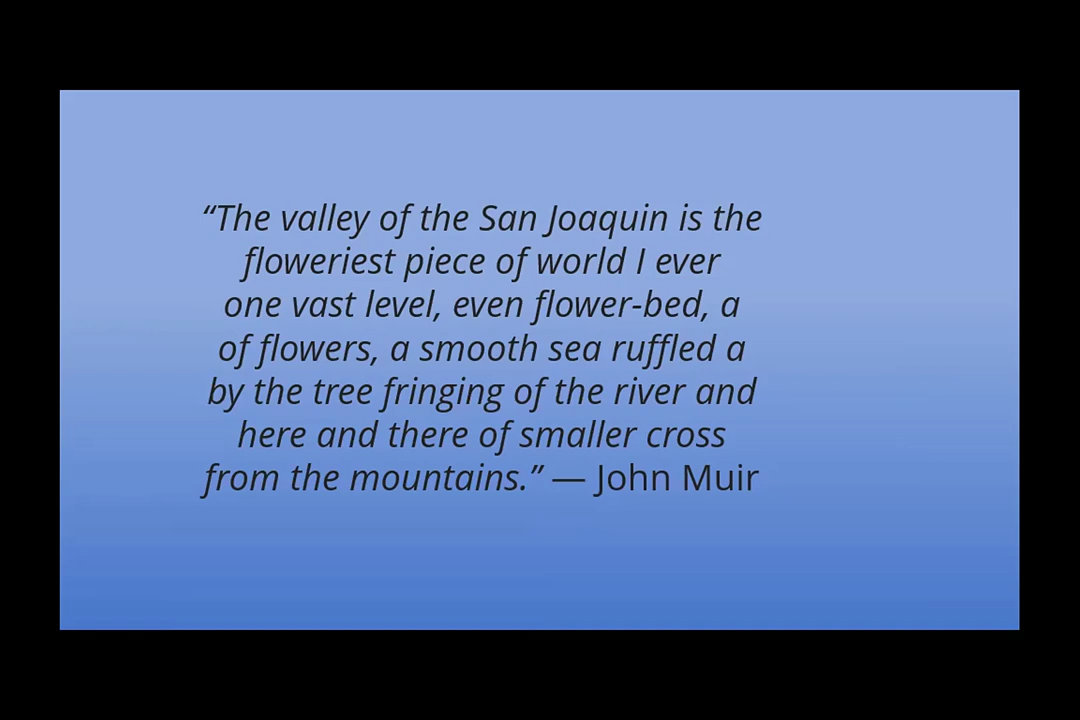 “The valley of the San Joaquin is the
floweriest piece of world I ever
one vast level, even flower-bed, a
of flowers, a smooth sea ruffled a
by the tree fringing of the river and
here and there of smaller cross
from the mountains.” — John Muir